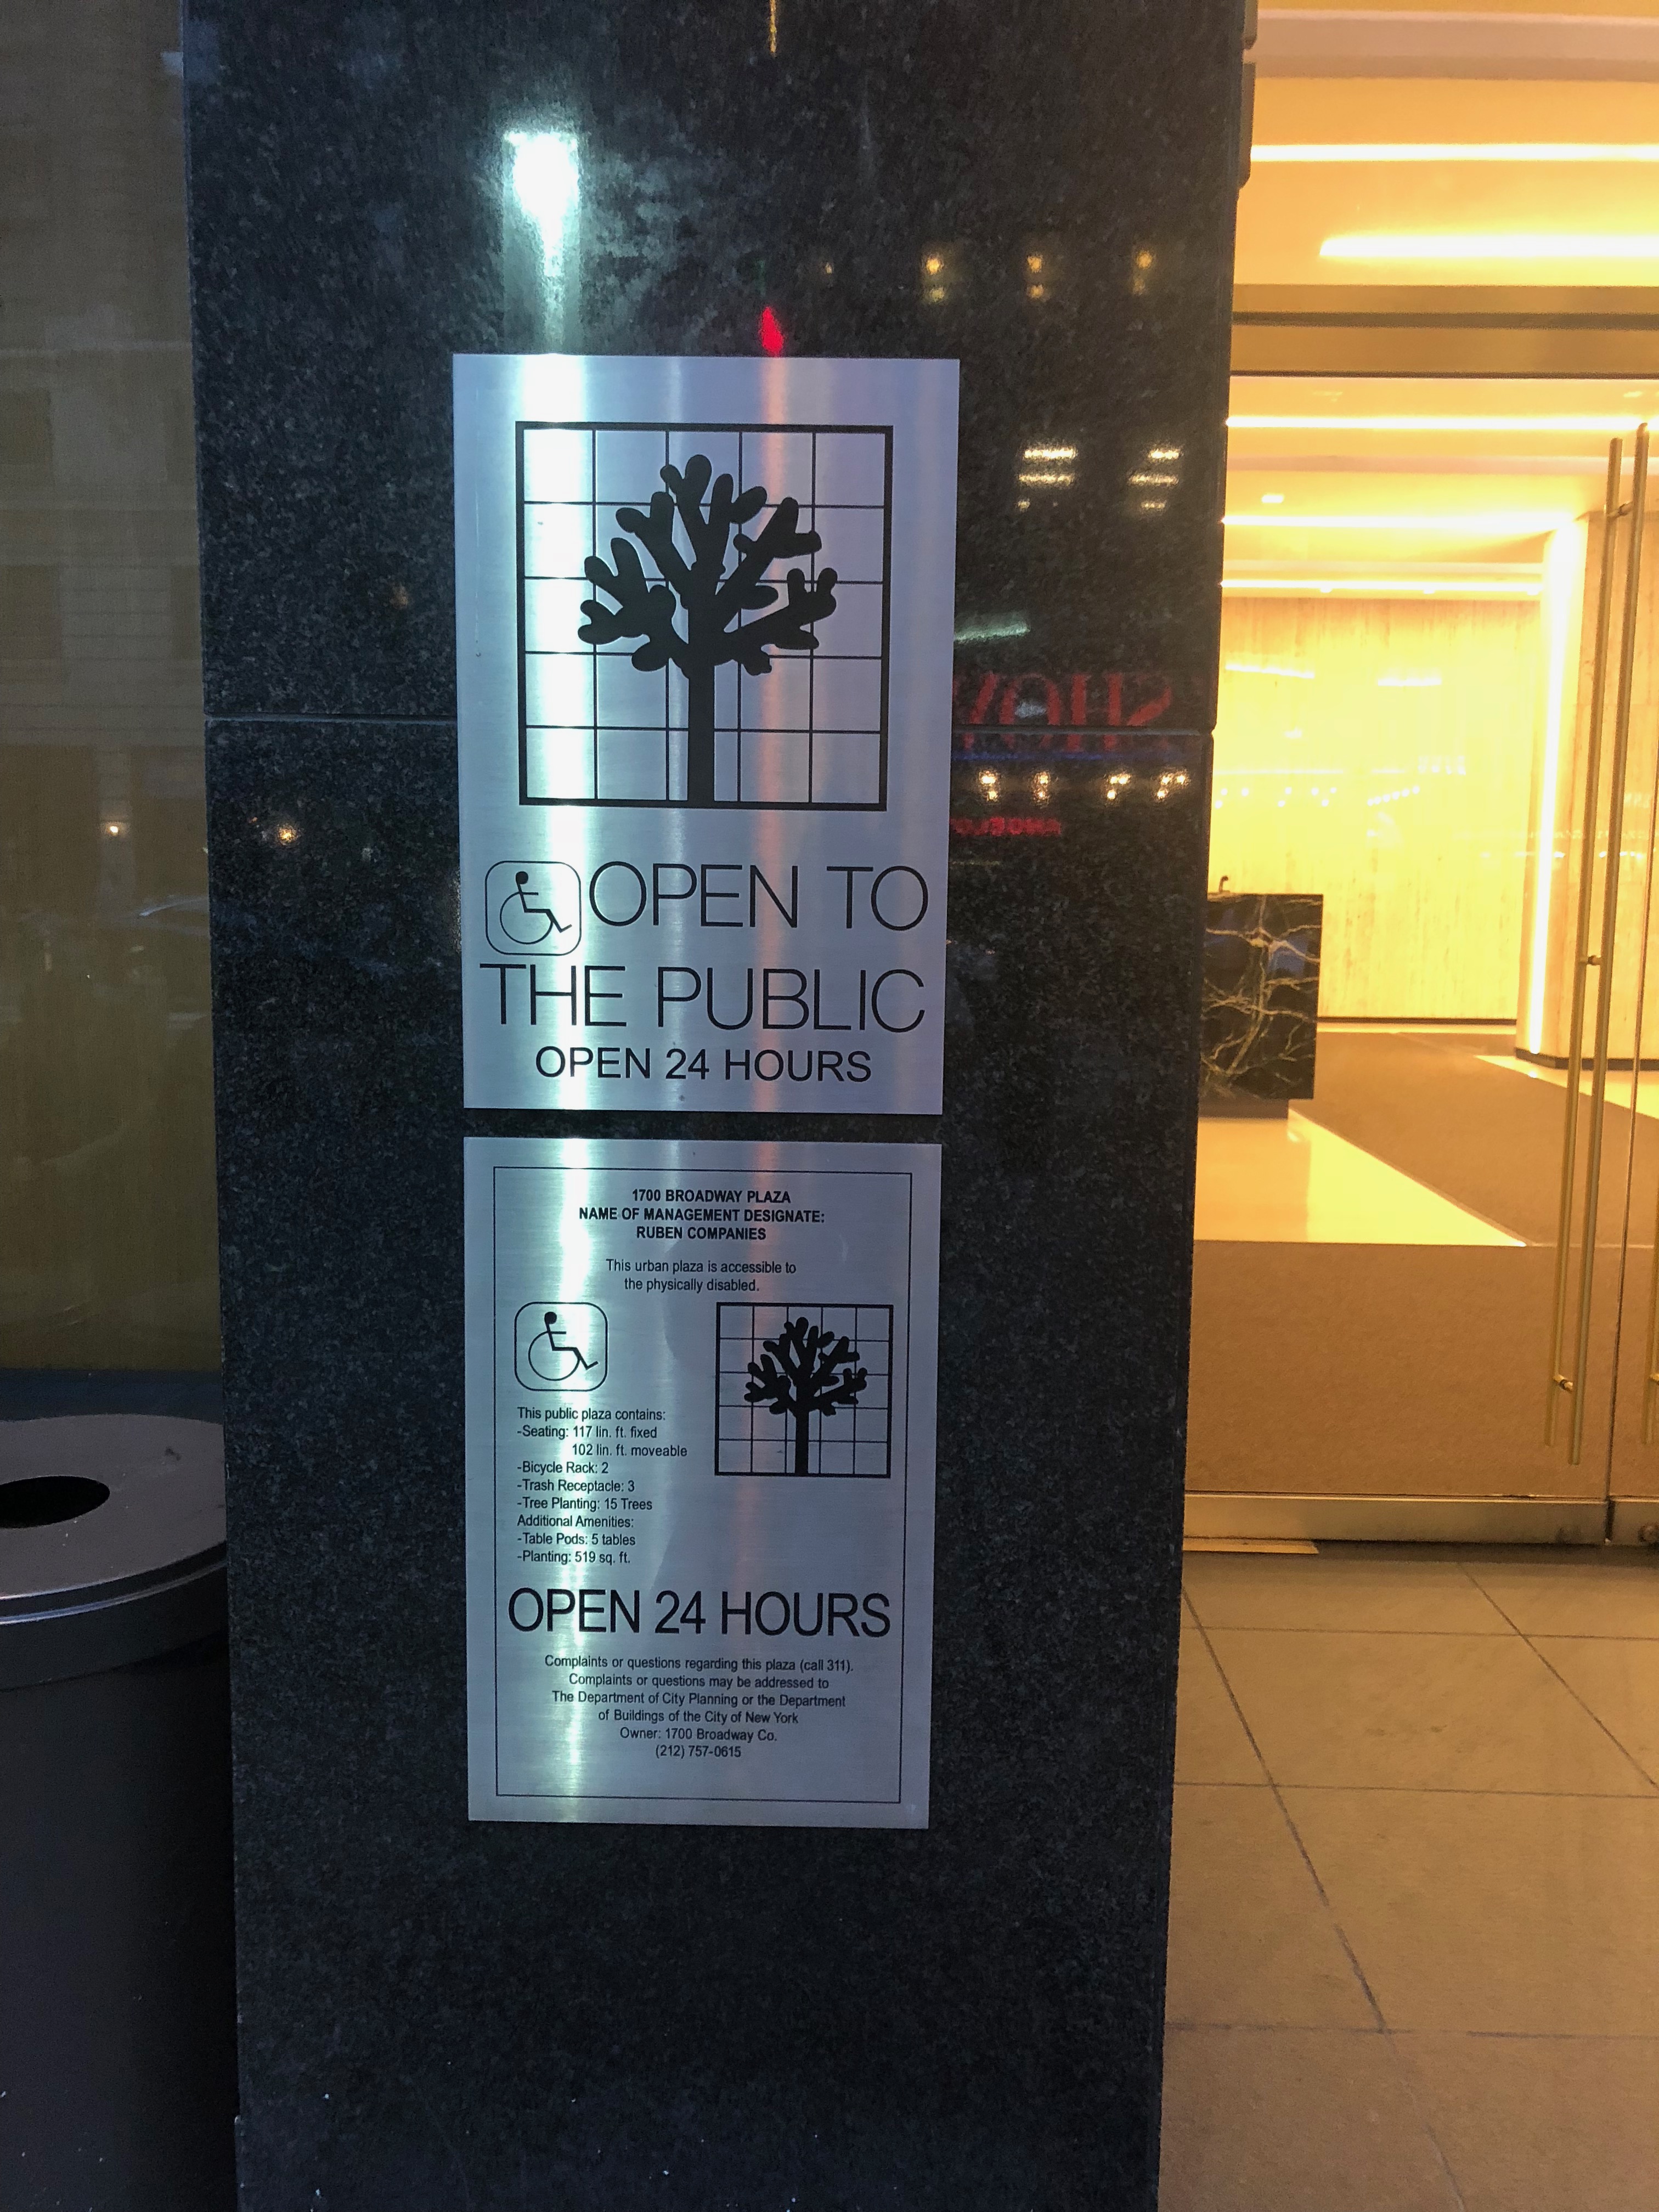 OPEN TO
THE PUBLIC
OPEN 24 HOURS
1700 BROADWAY PLAZA
NAME OF MANAGEMENT DESIGNATE:
RUBEN COMPANIES
This urban plaza is accessible to
the physically disabled.
This public plaza contains:
-Seating: 117 lin. ft. fixed
102 lin. ft. moveable
-Bicycle Rack: 2
-Trash Receptacle: 3
-Tree Planting: 15 Trees
Additional Amenities:
-Table Pods: 5 tables
-Planting: 519 sq. ft.
OPEN 24 HOURS
Complaints or questions regarding this plaza (call 311).
Complaints or questions may be addressed to
The Department of City Planning or the Department
of Buildings of the City of New York
Owner: 1700 Broadway Co.
(212) 757-0615